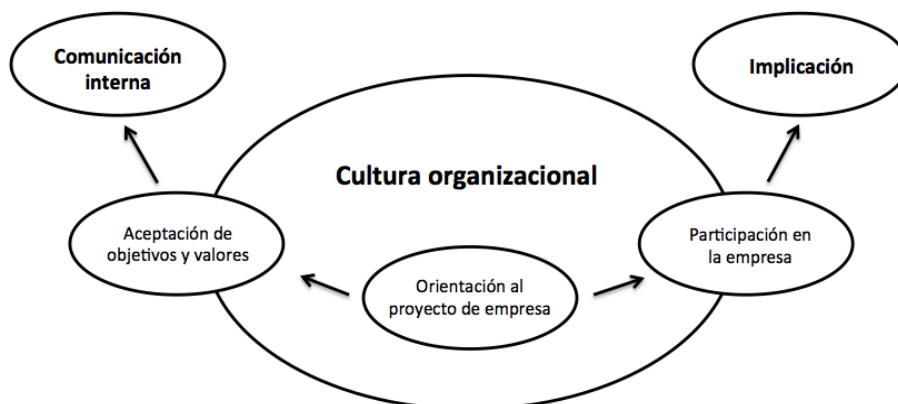 Comunicación
interna
Implicación
Cultura organizacional
Aceptación de
objetivos y valores
Orientación al
proyecto de empresa
Participación en
la empresa